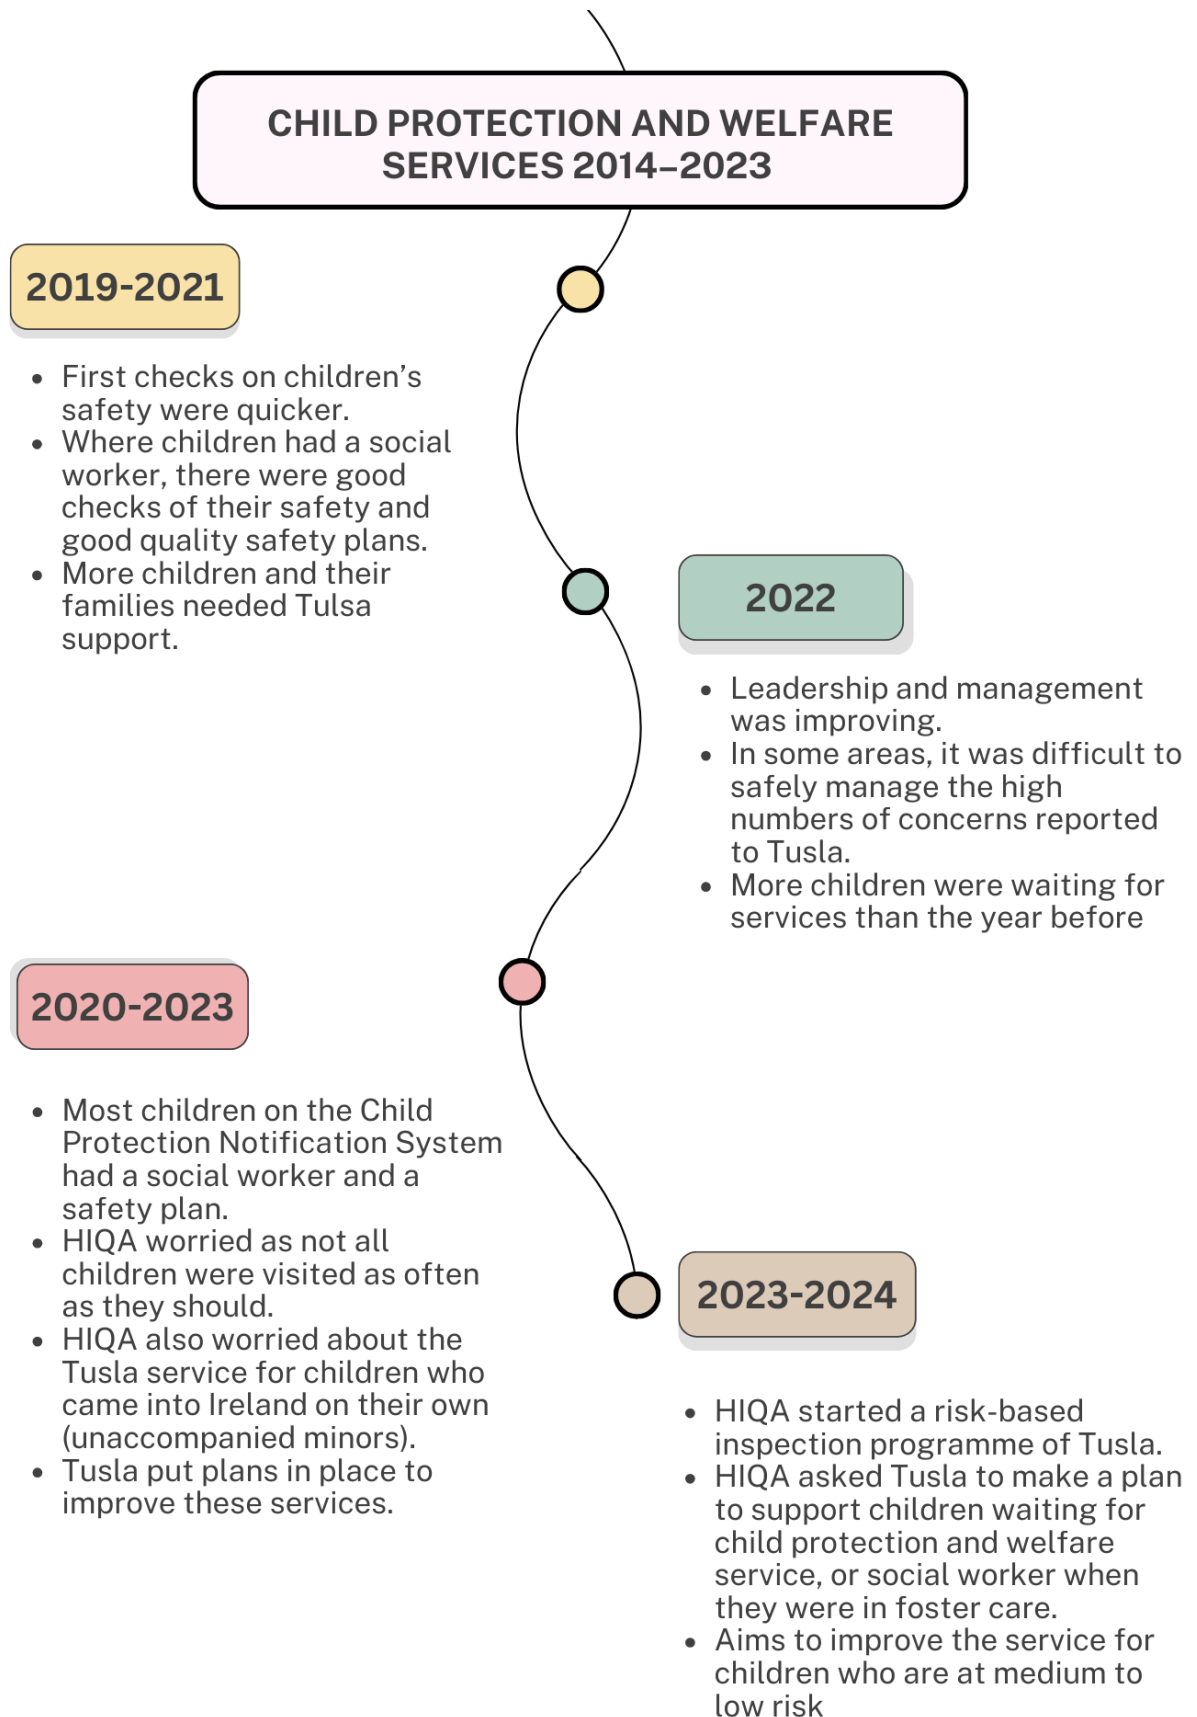 CHILD PROTECTION AND WELFARE
SERVICES 2014–2023
2019-2021
• First checks on children’s
safety were quicker.
• Where children had a social
worker, there were good
checks of their safety and
good quality safety plans.
• More children and their
families needed Tulsa
support.
2022
• Leadership and management
was improving.
• In some areas, it was difficult to
safely manage the high
numbers of concerns reported
to Tusla.
• More children were waiting for
services than the year before
2020-2023
• Most children on the Child
Protection Notification System
had a social worker and a
safety plan.
• HIQA worried as not all
children were visited as often
as they should.
• HIQA also worried about the
Tusla service for children who
came into Ireland on their own
(unaccompanied minors).
• Tusla put plans in place to
improve these services.
2023-2024
• HIQA started a risk-based
inspection programme of Tusla.
• HIQA asked Tusla to make a plan
to support children waiting for
child protection and welfare
service, or social worker when
they were in foster care.
• Aims to improve the service for
children who are at medium to
low risk